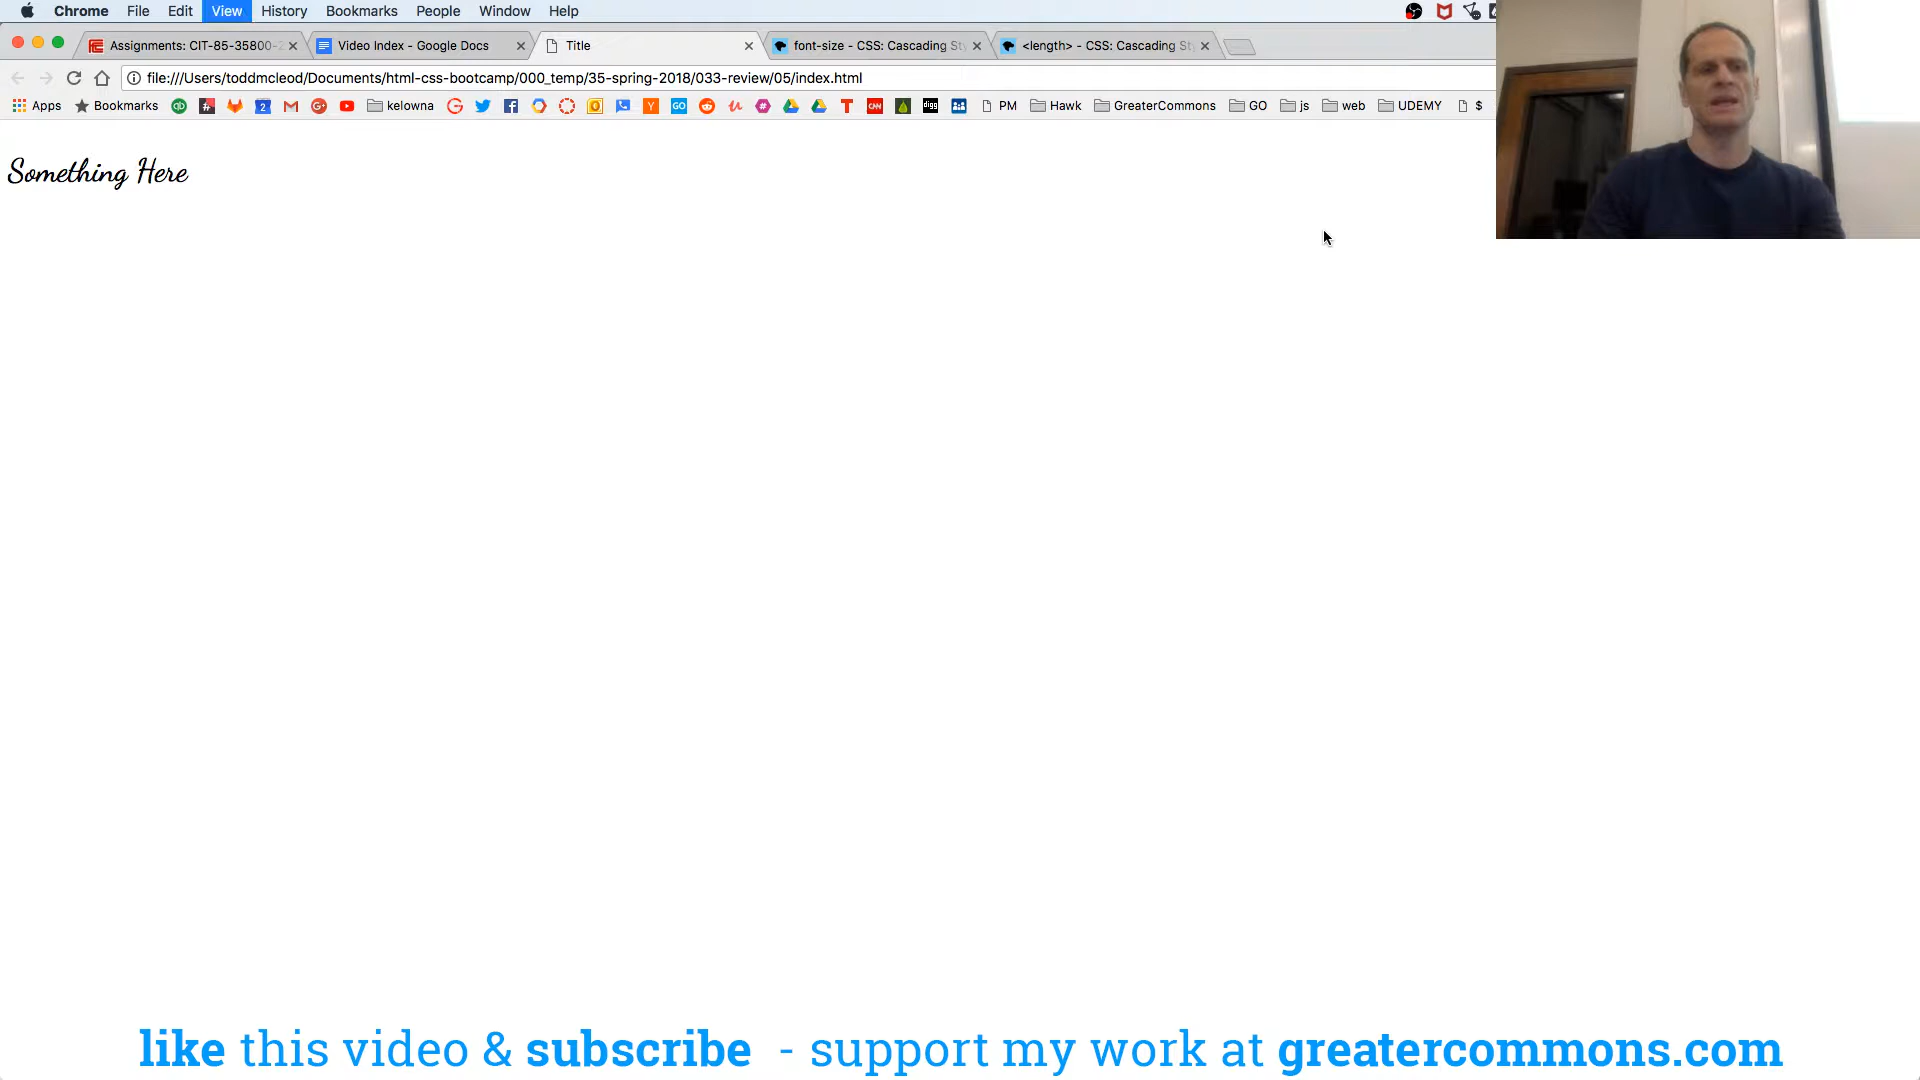 Chrome File Edit View History Bookmarks People Window Help
Assignments: CIT-85-35800-2 Video Index - Google Docs Title font-size - CSS: Cascading St <length> - CSS: Cascading St
file:///Users/toddmcleod/Documents/html-css-bootcamp/000_temp/35-spring-2018/033-review/05/index.html
Apps Bookmarks kelowna PM Hawk GreaterCommons GO js web UDEMY $
Something Here
like this video & subscribe - support my work at greatercommons.com